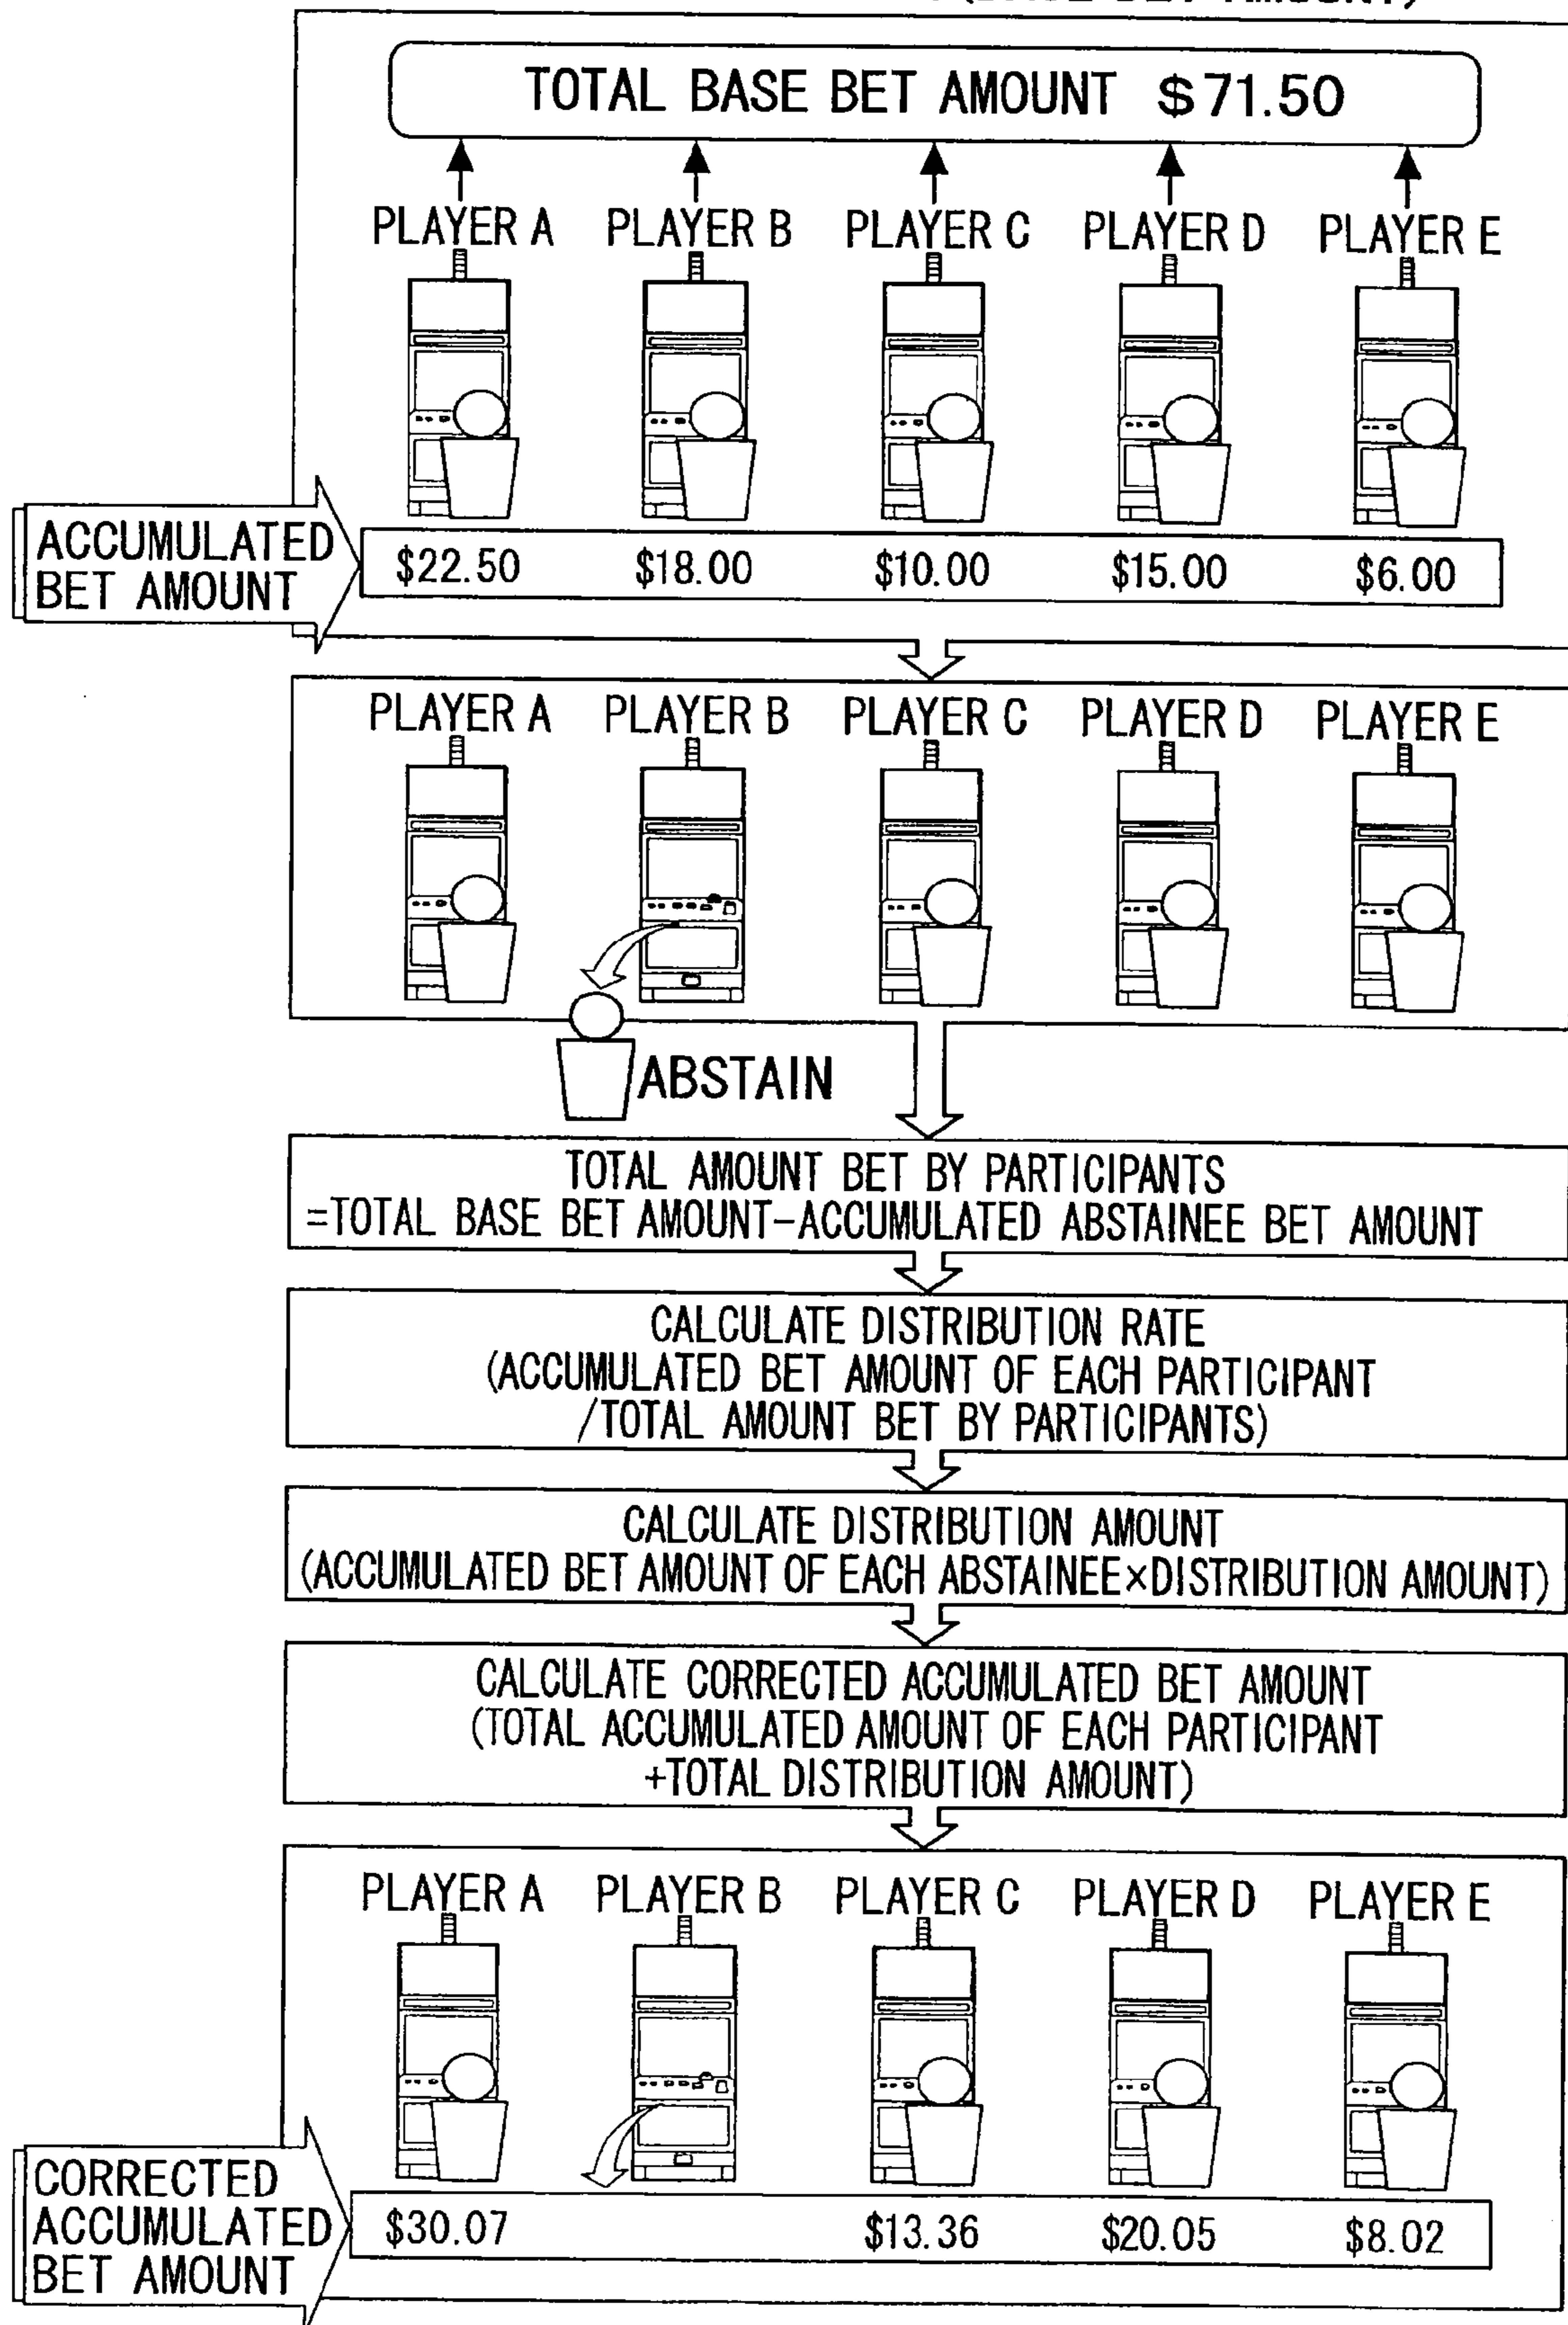 TOTAL BASE BET AMOUNT $71.50
PLAYER A PLAYER B PLAYER C PLAYER D PLAYER E
ACCUMULATED
BET AMOUNT
$22.50 $18.00 $10.00 $15.00 $6.00
PLAYER A PLAYER B PLAYER C PLAYER D PLAYER E
ABSTAIN
TOTAL AMOUNT BET BY PARTICIPANTS
=TOTAL BASE BET AMOUNT-ACCUMULATED ABSTAINEE BET AMOUNT
CALCULATE DISTRIBUTION RATE
(ACCUMULATED BET AMOUNT OF EACH PARTICIPANT
/TOTAL AMOUNT BET BY PARTICIPANTS)
CALCULATE DISTRIBUTION AMOUNT
(ACCUMULATED BET AMOUNT OF EACH ABSTAINEE×DISTRIBUTION AMOUNT)
CALCULATE CORRECTED ACCUMULATED BET AMOUNT
(TOTAL ACCUMULATED AMOUNT OF EACH PARTICIPANT
+TOTAL DISTRIBUTION AMOUNT)
PLAYER A PLAYER B PLAYER C PLAYER D PLAYER E
CORRECTED
ACCUMULATED
BET AMOUNT
$30.07 $13.36 $20.05 $8.02